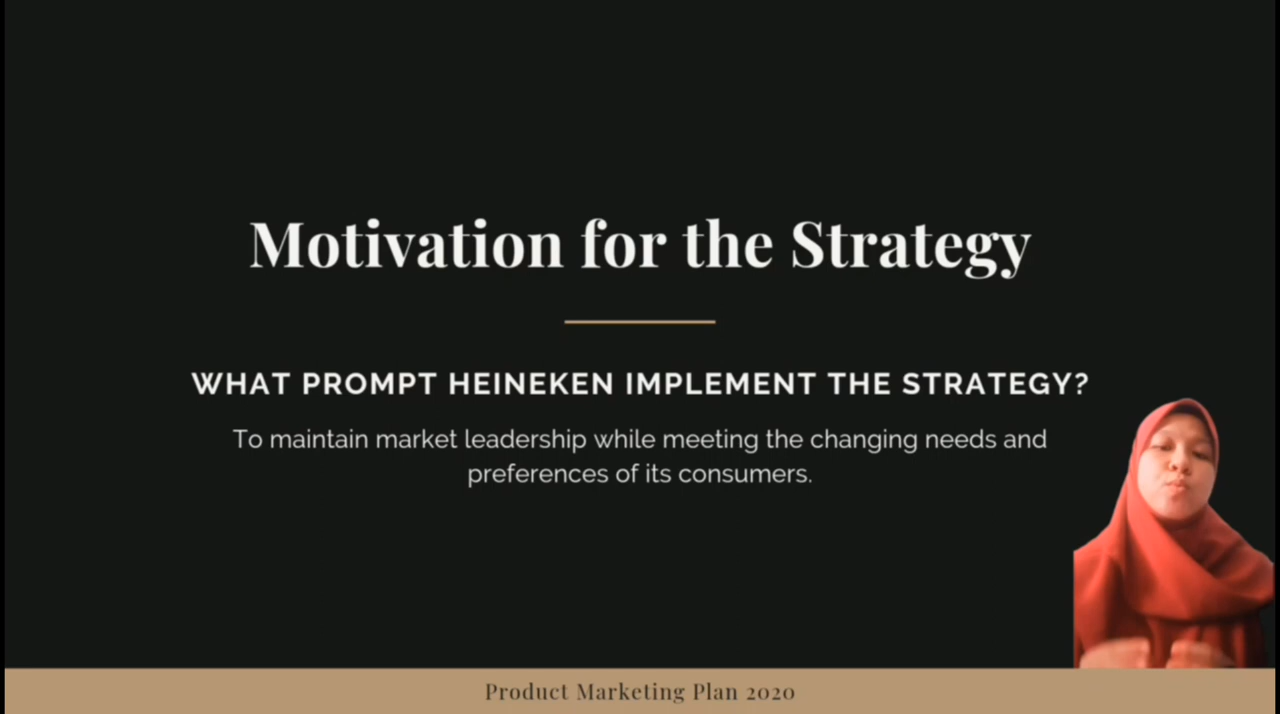 Motivation for the Strategy
WHAT PROMPT HEINEKEN IMPLEMENT THE STRATEGY?
To maintain market leadership while meeting the changing needs and
preferences of its consumers.
Product Marketing Plan 2020